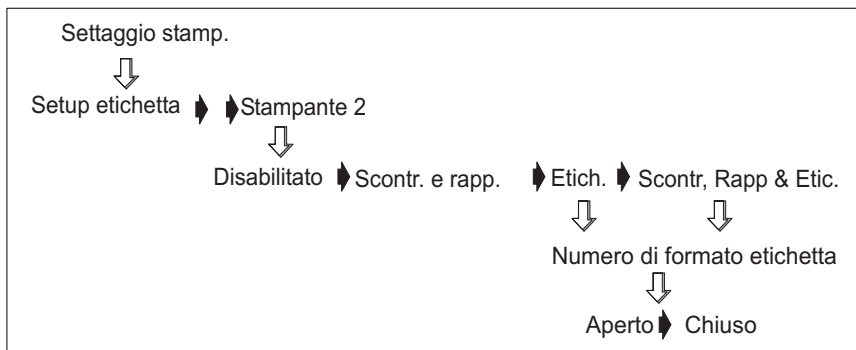 Settaggio stamp.
Setup etichetta Stampante 2
Disabilitato Scontr. e rapp. Etich. Scontr, Rapp & Etic.
Numero di formato etichetta
Aperto Chiuso